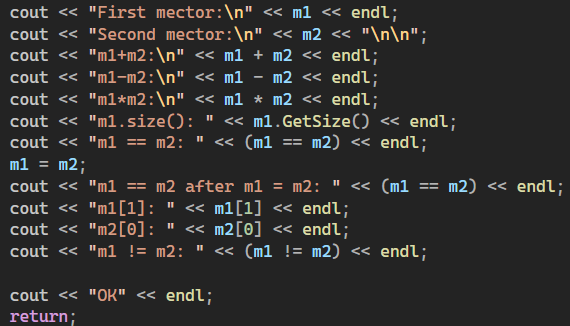 cout << "First mector:\n" << m1 << endl;
cout << "Second mector:\n" << m2 << "\n\n";
cout << "m1+m2:\n" << m1 + m2 << endl;
cout << "m1-m2:\n" << m1 - m2 << endl;
cout << "m1*m2:\n" << m1 * m2 << endl;
cout << "m1.size(): " << m1.GetSize() << endl;
cout << "m1 == m2: " << (m1 == m2) << endl;
m1 = m2;
cout << "m1 == m2 after m1 = m2: " << (m1 == m2) << endl;
cout << "m1[1]: " << m1[1] << endl;
cout << "m2[0]: " << m2[0] << endl;
cout << "m1 != m2: " << (m1 != m2) << endl;

cout << "OK" << endl;
return;